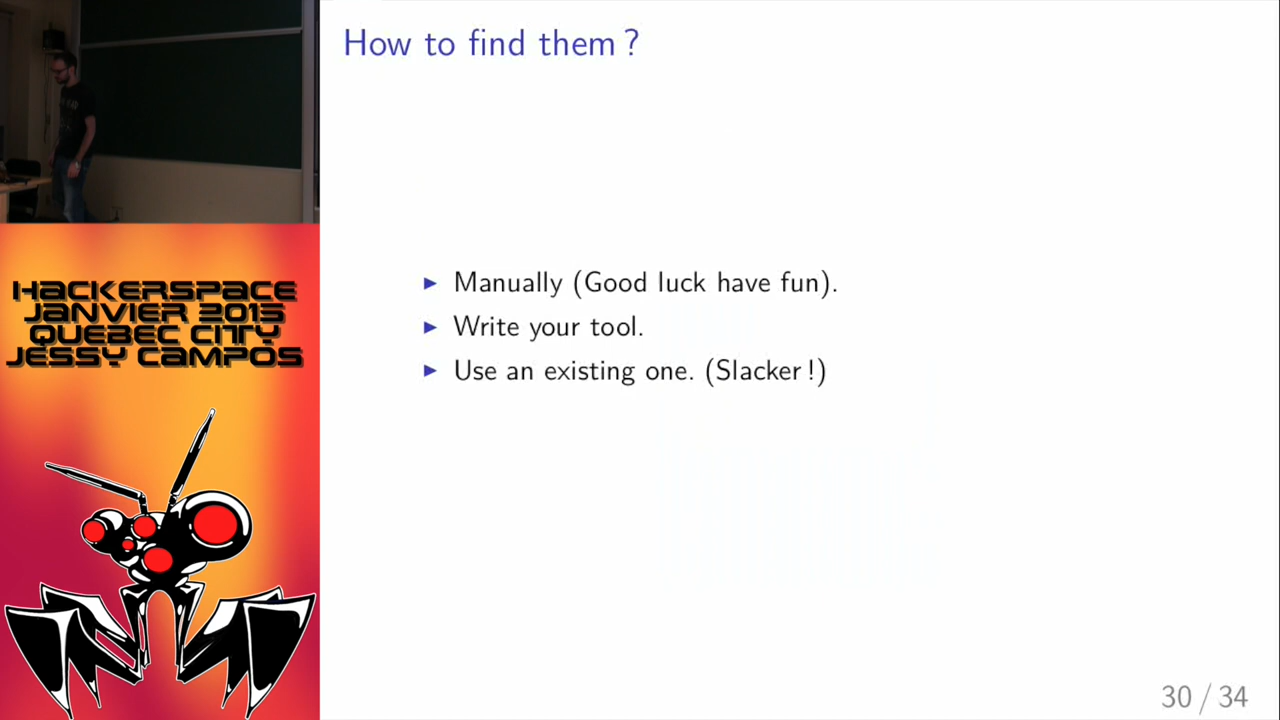 How to find them ?
Manually (Good luck have fun).
Write your tool.
Use an existing one. (Slacker !)
30 / 34
HACKERSPACE
JANVIER 2015
QUEBEC CITY
JESSY CAMPOS